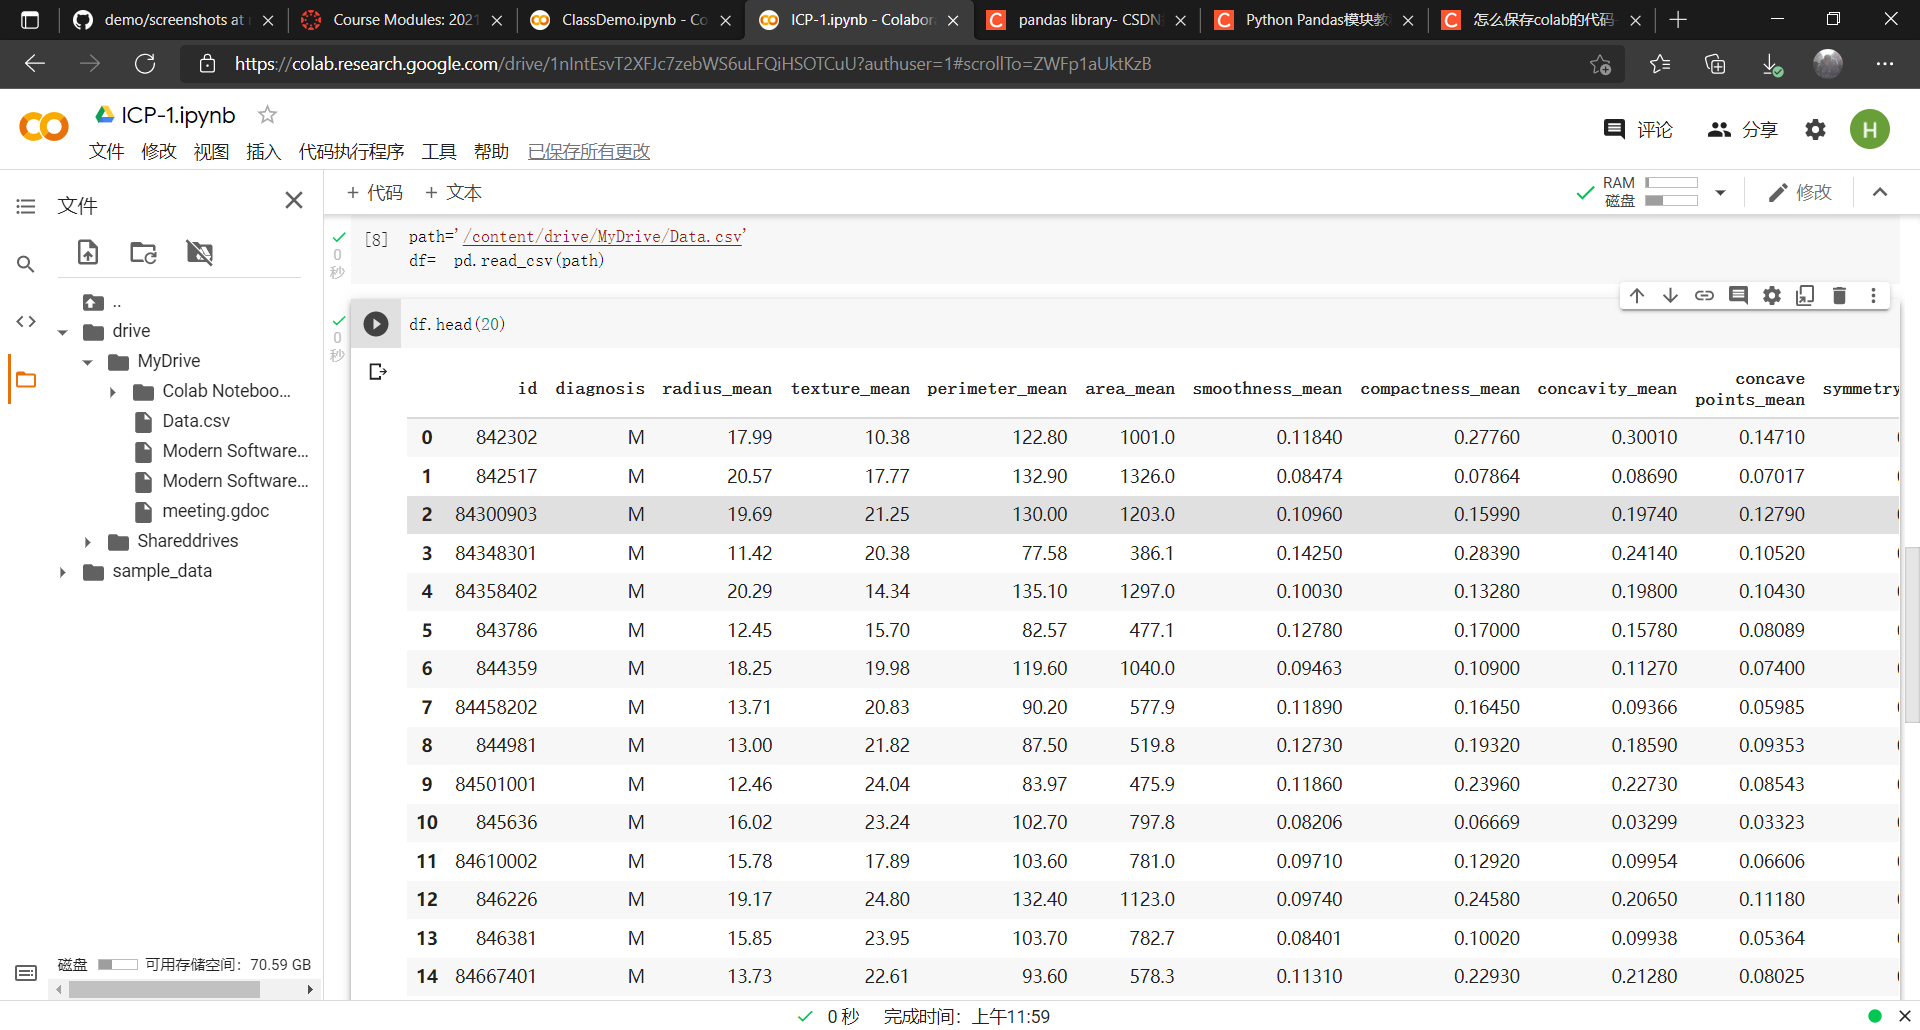 demo/screenshots at
Course Modules: 2021
ClassDemo.ipynb - Co
ICP-1.ipynb - Colabora
pandas library- CSDN
Python Pandas模块教
怎么保存colab的代码
https://colab.research.google.com/drive/1nIntEsvT2XFJc7zebWS6uLFQiHSOTCuU?authuser=1#scrollTo=ZWFp1aUktKzB
ICP-1.ipynb
评论 分享 H
文件 修改 视图 插入 代码执行程序 工具 帮助 已保存所有更改
文件
+ 代码 + 文本
RAM
磁盘
修改
..
drive
MyDrive
Colab Noteboo...
Data.csv
Modern Software...
Modern Software...
meeting.gdoc
Shareddrives
sample_data
磁盘 可用存储空间: 70.59 GB
0
秒
[8] path='/content/drive/MyDrive/Data.csv'
df= pd.read_csv(path)
0
秒
df.head(20)
id diagnosis radius_mean texture_mean perimeter_mean area_mean smoothness_mean compactness_mean concavity_mean concave points_mean symmetry
0 842302 M 17.99 10.38 122.80 1001.0 0.11840 0.27760 0.30010 0.14710
1 842517 M 20.57 17.77 132.90 1326.0 0.08474 0.07864 0.08690 0.07017
2 84300903 M 19.69 21.25 130.00 1203.0 0.10960 0.15990 0.19740 0.12790
3 84348301 M 11.42 20.38 77.58 386.1 0.14250 0.28390 0.24140 0.10520
4 84358402 M 20.29 14.34 135.10 1297.0 0.10030 0.13280 0.19800 0.10430
5 843786 M 12.45 15.70 82.57 477.1 0.12780 0.17000 0.15780 0.08089
6 844359 M 18.25 19.98 119.60 1040.0 0.09463 0.10900 0.11270 0.07400
7 84458202 M 13.71 20.83 90.20 577.9 0.11890 0.16450 0.09366 0.05985
8 844981 M 13.00 21.82 87.50 519.8 0.12730 0.19320 0.18590 0.09353
9 84501001 M 12.46 24.04 83.97 475.9 0.11860 0.23960 0.22730 0.08543
10 845636 M 16.02 23.24 102.70 797.8 0.08206 0.06669 0.03299 0.03323
11 84610002 M 15.78 17.89 103.60 781.0 0.09710 0.12920 0.09954 0.06606
12 846226 M 19.17 24.80 132.40 1123.0 0.09740 0.24580 0.20650 0.11180
13 846381 M 15.85 23.95 103.70 782.7 0.08401 0.10020 0.09938 0.05364
14 84667401 M 13.73 22.61 93.60 578.3 0.11310 0.22930 0.21280 0.08025
0 秒 完成时间: 上午11:59